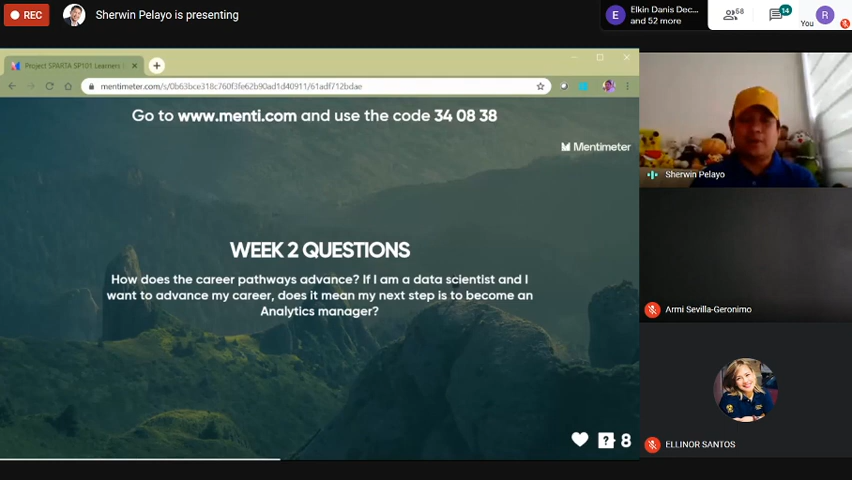 REC
Sherwin Pelayo is presenting
E
Elkin Danis Dec...
and 52 more
58
14
You
R
Project SPARTA SP101 Learners
mentimeter.com/s/0b63bce318c760f3fe62b90ad1d40911/61adf712bdae
Go to www.menti.com and use the code 34 08 38
Mentimeter
WEEK 2 QUESTIONS
How does the career pathways advance? If I am a data scientist and I
want to advance my career, does it mean my next step is to become an
Analytics manager?
8
Sherwin Pelayo
Armi Sevilla-Geronimo
ELLINOR SANTOS